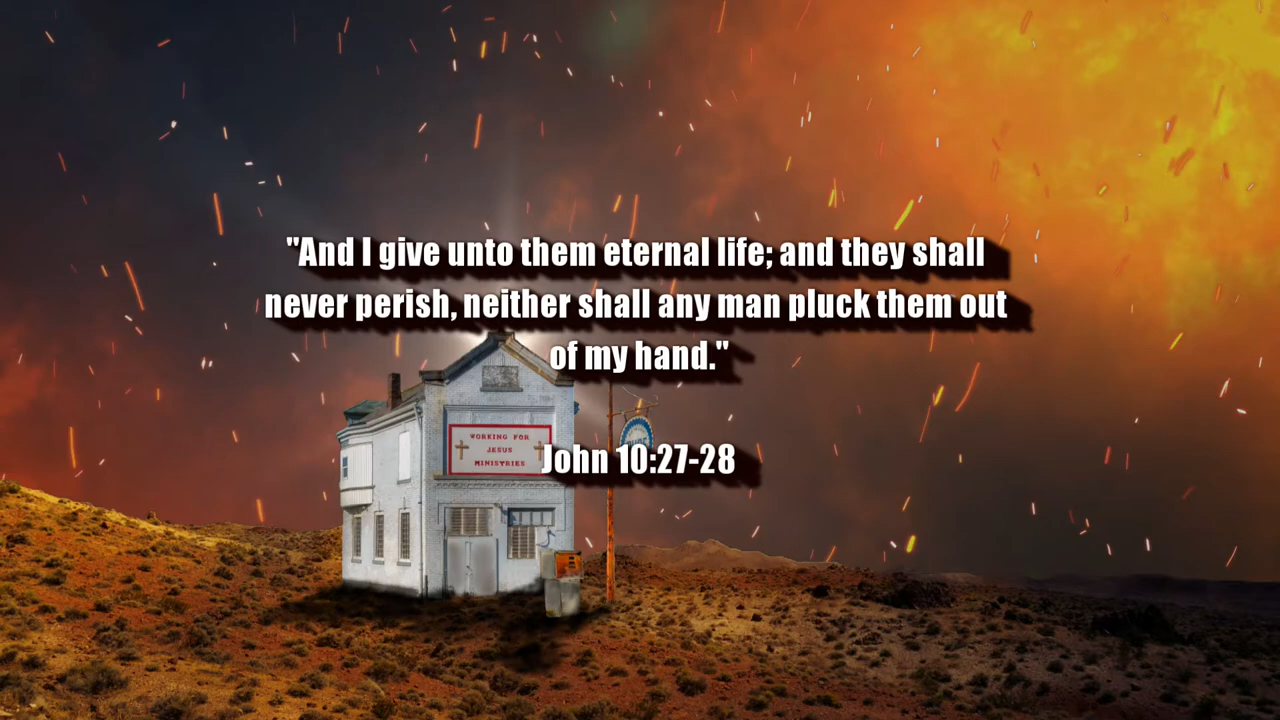 "And I give unto them eternal life; and they shall
never perish, neither shall any man pluck them out
of my hand."
WORKING FOR
JESUS
MINISTRIES
John 10:27-28